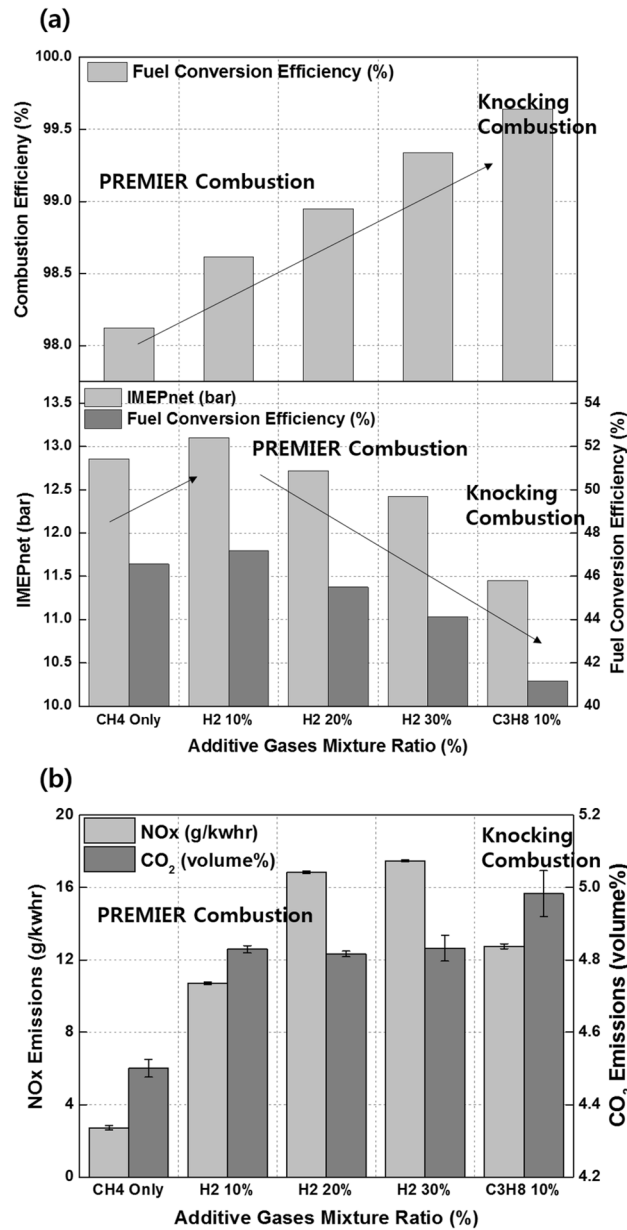 (a)
100.0
99.5
99.0
98.5
98.0
Combustion Efficieny (%)
Fuel Conversion Efficiency (%)
Knocking
Combustion
PREMIER Combustion
13.5
13.0
12.5
12.0
11.5
11.0
10.5
10.0
IMEPnet (bar)
IMEPnet (bar)
Fuel Conversion Efficiency (%)
PREMIER Combustion
Knocking
Combustion
54
52
50
48
46
44
42
40
Fuel Conversion Efficiency (%)
CH4 Only H2 10% H2 20% H2 30% C3H8 10%
Additive Gases Mixture Ratio (%)
(b)
20
16
12
8
4
0
NOx Emissions (g/kwhr)
NOx (g/kwhr)
CO2 (volume%)
PREMIER Combustion
Knocking
Combustion
5.2
5.0
4.8
4.6
4.4
4.2
CO2 Emissions (volume%)
CH4 Only H2 10% H2 20% H2 30% C3H8 10%
Additive Gases Mixture Ratio (%)